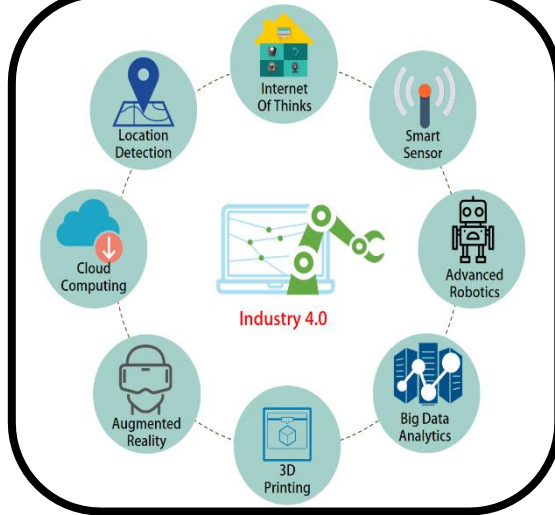 Internet
Of Thinks
Smart
Sensor
Advanced
Robotics
Big Data
Analytics
3D
Printing
Augmented
Reality
Cloud
Computing
Location
Detection
Industry 4.0